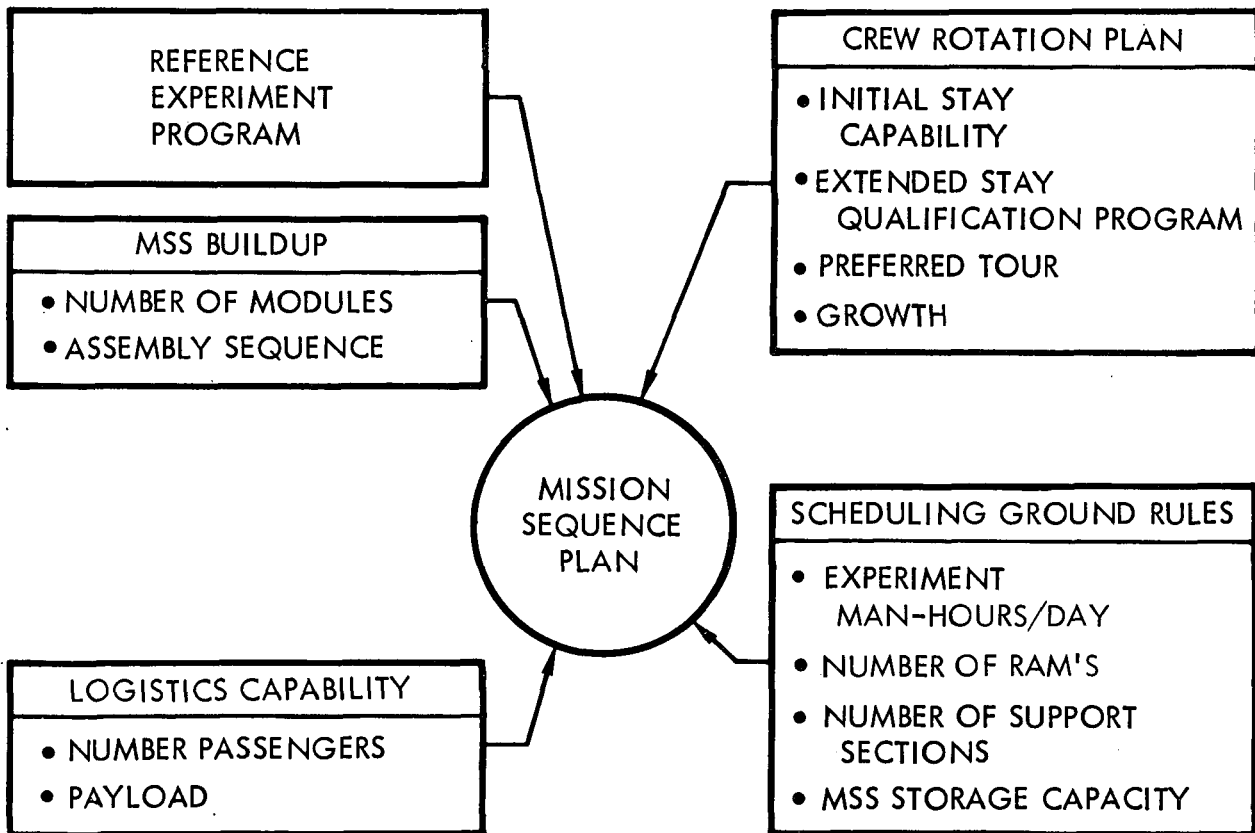 REFERENCE
EXPERIMENT
PROGRAM
MSS BUILDUP
• NUMBER OF MODULES
• ASSEMBLY SEQUENCE
CREW ROTATION PLAN
• INITIAL STAY
CAPABILITY
• EXTENDED STAY
QUALIFICATION PROGRAM
• PREFERRED TOUR
• GROWTH
MISSION
SEQUENCE
PLAN
LOGISTICS CAPABILITY
• NUMBER PASSENGERS
• PAYLOAD
SCHEDULING GROUND RULES
• EXPERIMENT
MAN-HOURS/DAY
• NUMBER OF RAM'S
• NUMBER OF SUPPORT
SECTIONS
• MSS STORAGE CAPACITY